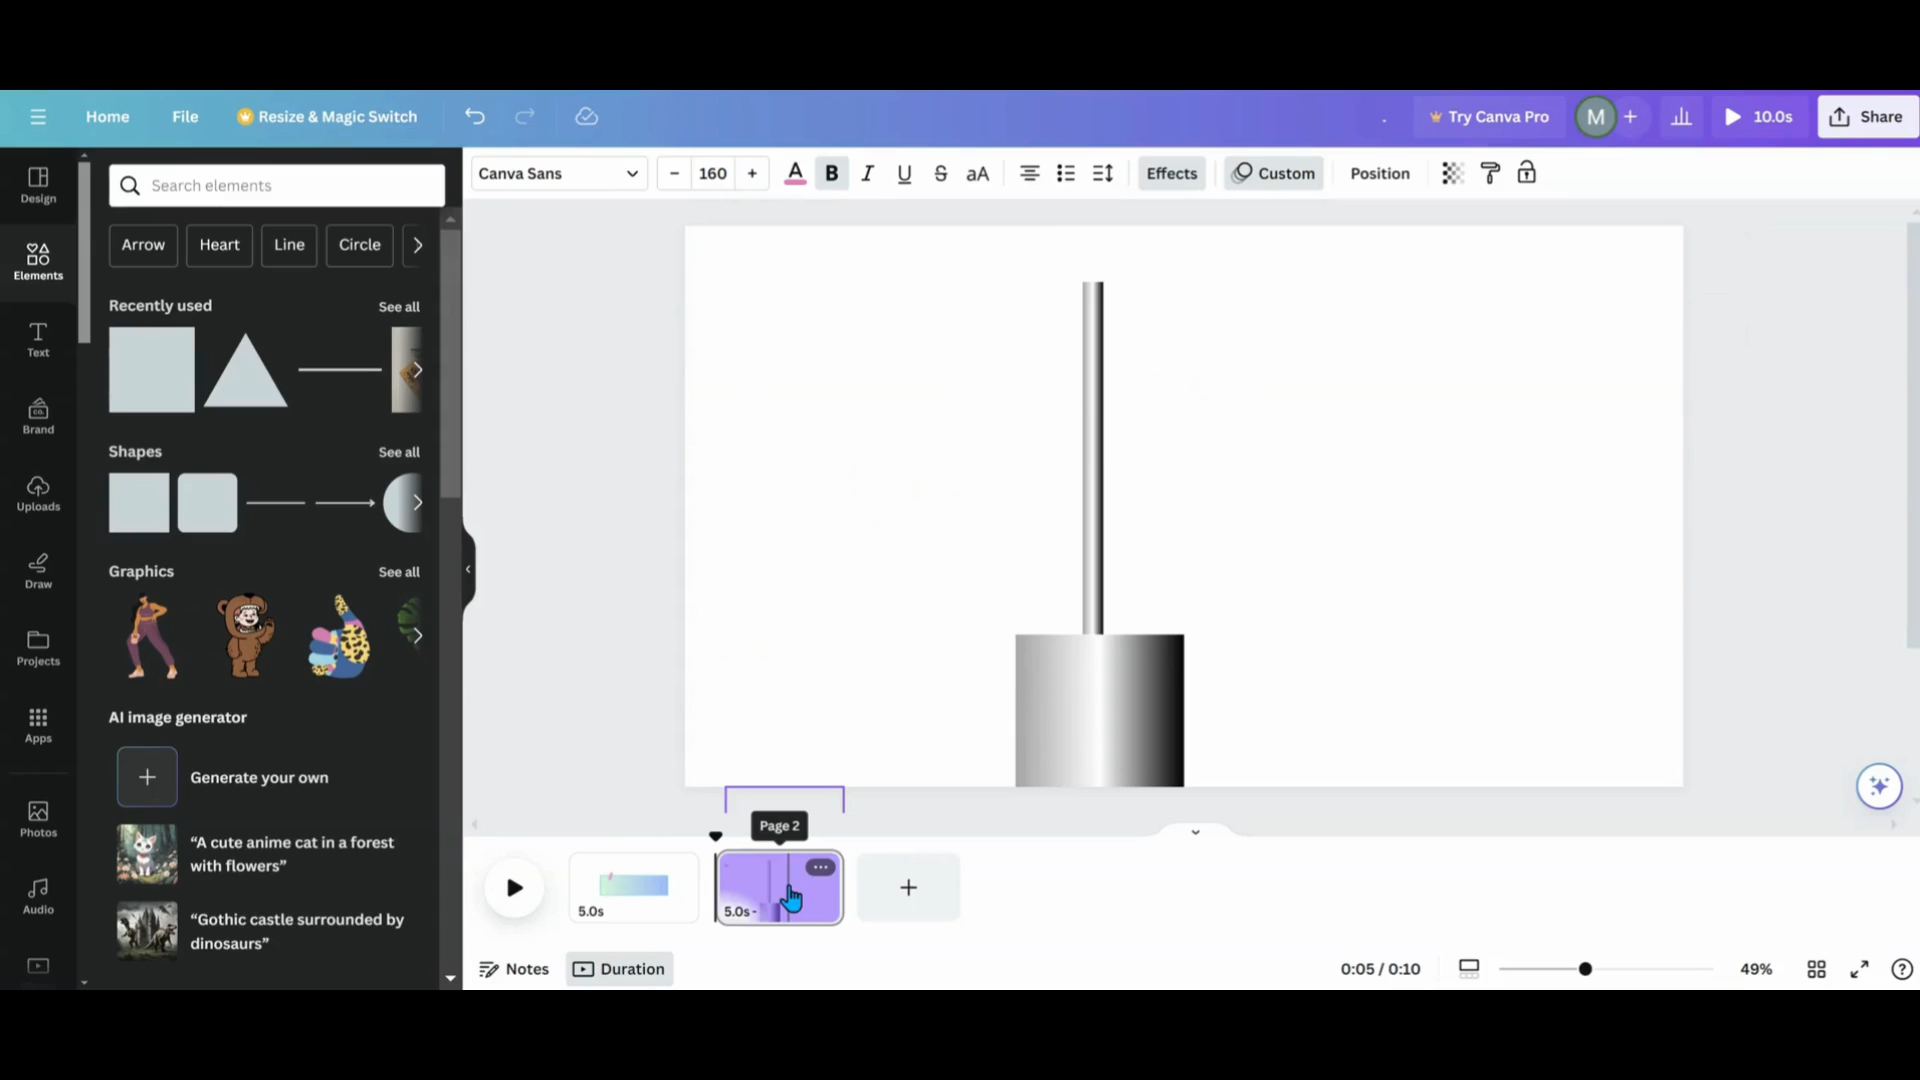 Home
File
Resize & Magic Switch
Try Canva Pro
M
+
10.0s
Share
Design
Elements
Text
Brand
CO.
Uploads
Draw
Projects
Apps
Photos
Audio
Search elements
Arrow
Heart
Line
Circle
Recently used
See all
Shapes
See all
Graphics
See all
AI image generator
Generate your own
“A cute anime cat in a forest
with flowers”
“Gothic castle surrounded by
dinosaurs”
Canva Sans
− 160 +
A
B
I
U
S
aA
Effects
Custom
Position
Page 2
5.0s
5.0s
Notes
Duration
0:05 / 0:10
49%
?